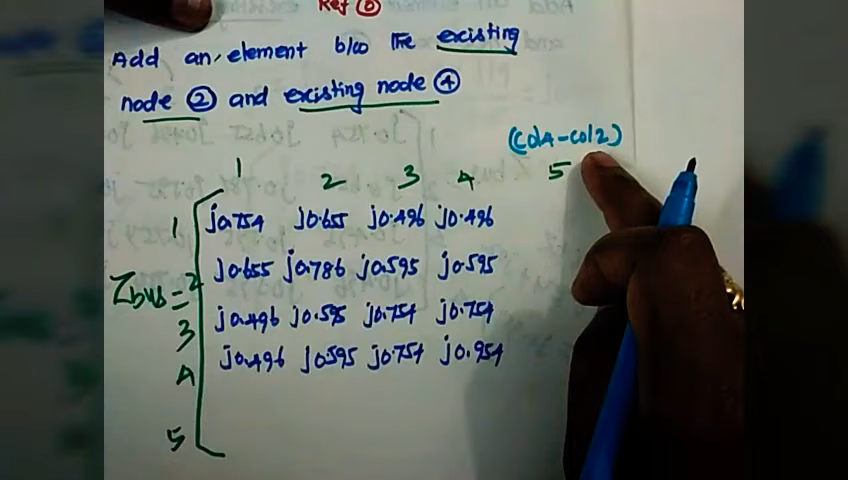 Ref ⓪
Add an element b/w the existing
node ② and existing node ④
(col4-col2)
1 2 3 4 5
1 j0.754 j0.655 j0.496 j0.496
Zbus = 2 j0.655 j0.786 j0.595 j0.595
3 j0.496 j0.595 j0.754 j0.754
4 j0.496 j0.595 j0.754 j0.954
5